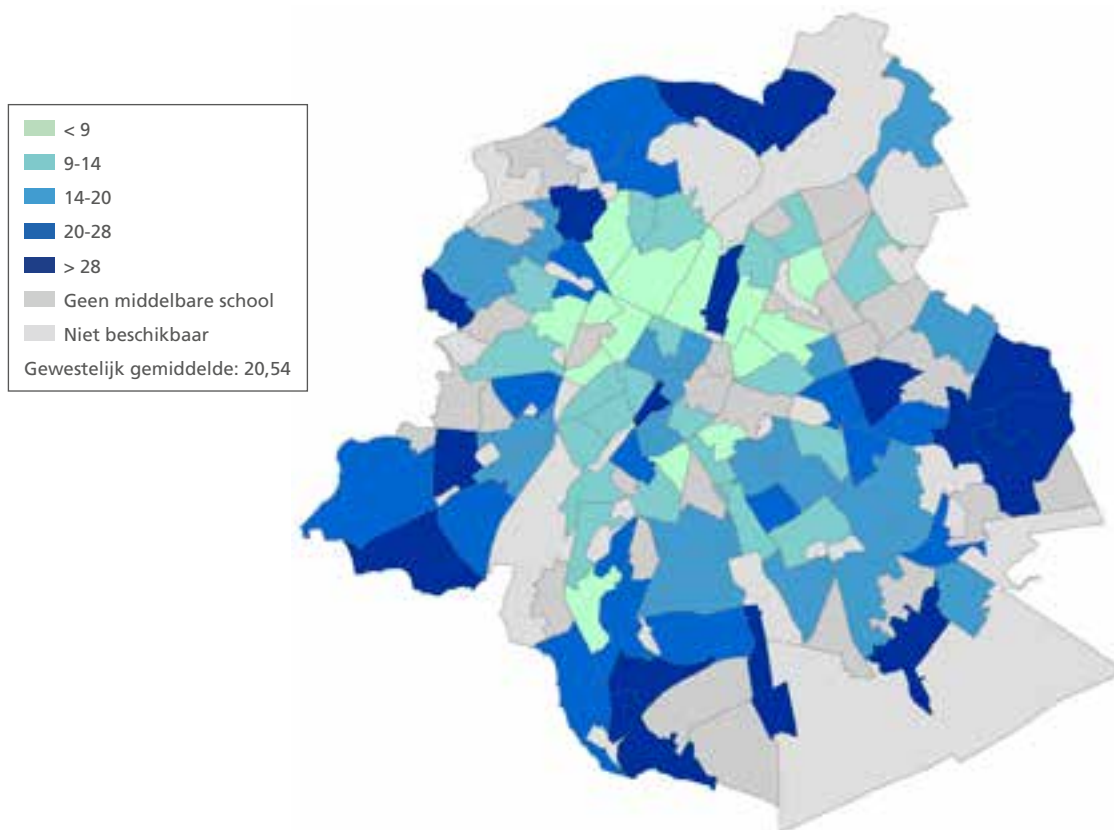 < 9
9-14
14-20
20-28
> 28
Geen middelbare school
Niet beschikbaar
Gewestelijk gemiddelde: 20,54